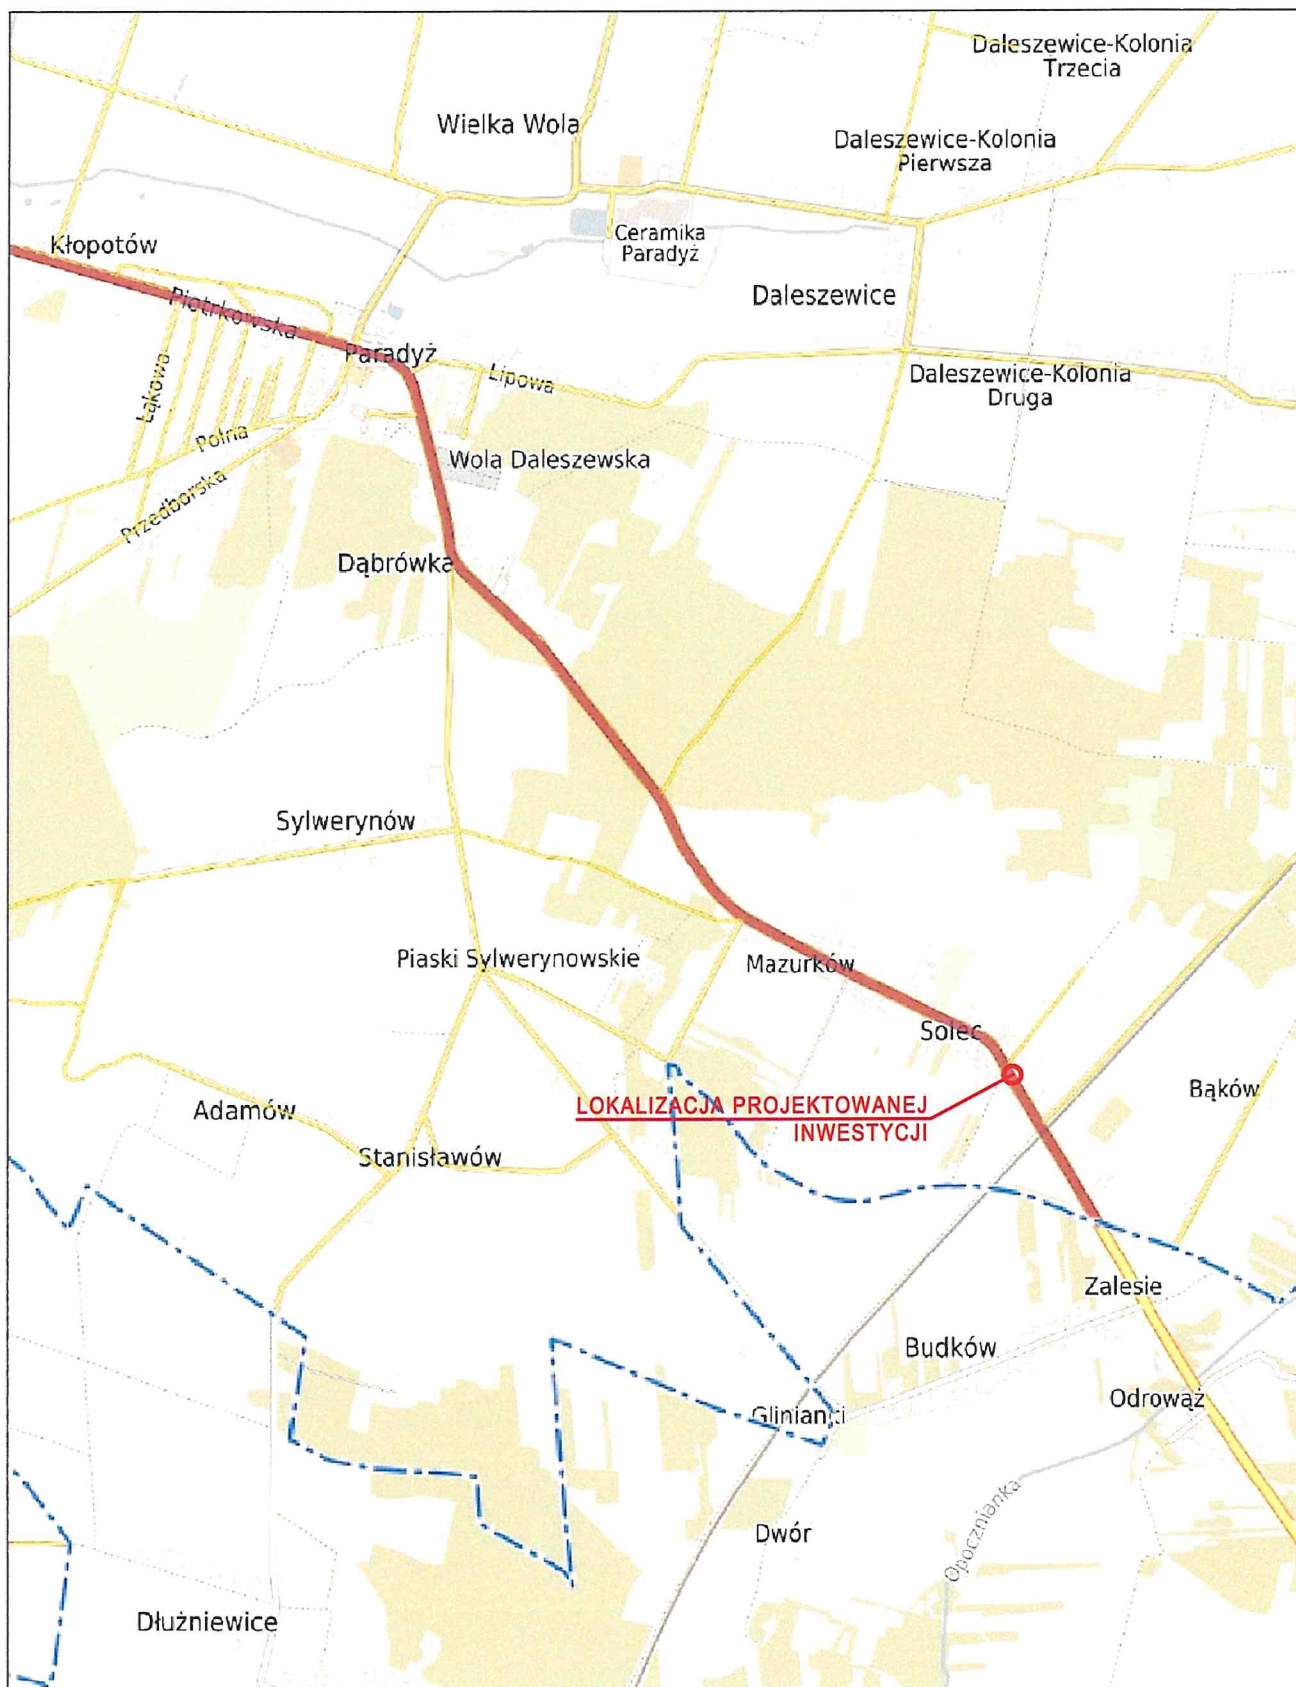 Daleszewice-Kolonia
Trzecia
Wielka Wola
Daleszewice-Kolonia
Pierwsza
Ceramika
Paradyż
Kłopotów
Daleszewice
Piotrkowska
Paradyż
Lipowa
Daleszewice-Kolonia
Druga
Łąkowa
Polna
Wola Daleszewska
Przedborska
Dąbrówka
Sylwerynów
Piaski Sylwerynowskie
Mazurków
Solec
Bąków
LOKALIZACJA PROJEKTOWANEJ
INWESTYCJI
Adamów
Stanisławów
Zalesie
Budków
Odrowąż
Glinianki
Opocznianka
Dwór
Dłużniewice